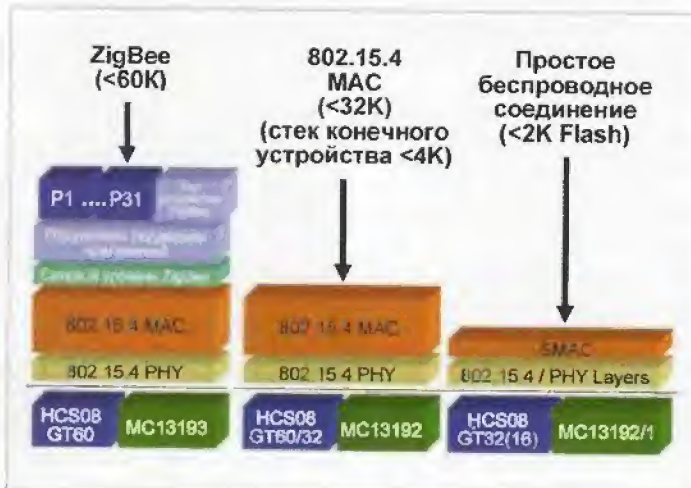 ZigBee
(<60K)
P1 ....P31
802.15.4 MAC
802.15.4 PHY
HCS08
GT60
MC13193
802.15.4
MAC
(<32K)
(стек конечного
устройства <4K)
802.15.4 MAC
802.15.4 PHY
HCS08
GT60/32
MC13192
Простое
беспроводное
соединение
(<2K Flash)
SMAC
802.15.4 / PHY Layers
HCS08
GT32(16)
MC13192/1